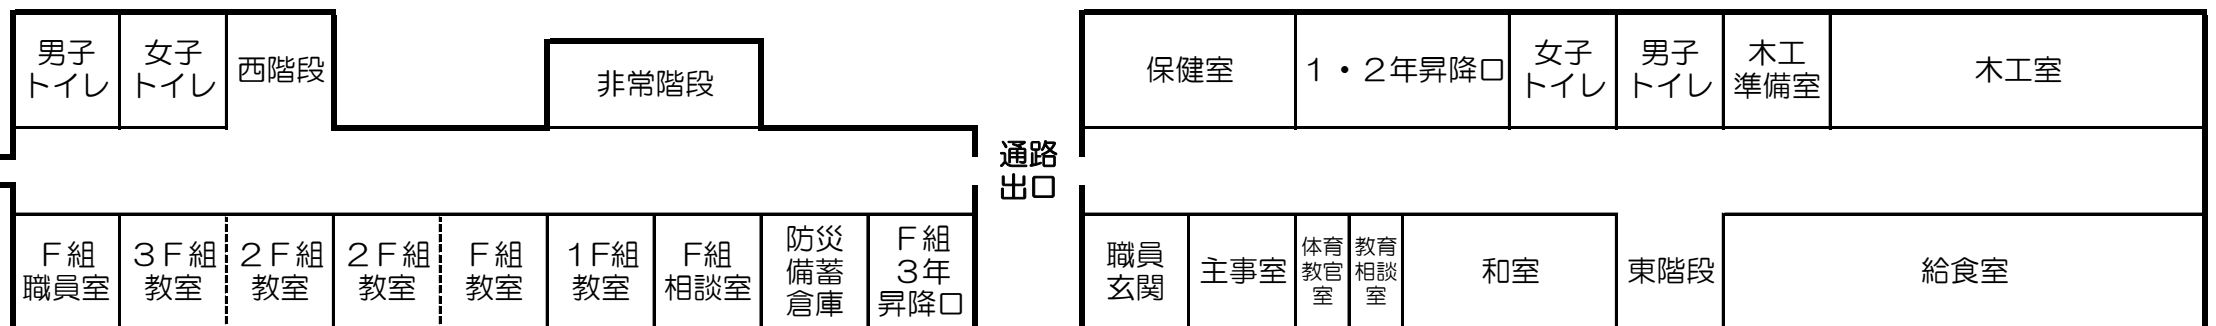 男子
トイレ
女子
トイレ
西階段
非常階段
保健室
１・２年昇降口
女子
トイレ
男子
トイレ
木工
準備室
木工室
通路
出口
Ｆ組
職員室
３Ｆ組
教室
２Ｆ組
教室
２Ｆ組
教室
Ｆ組
教室
１F組
教室
F組
相談室
防災
備蓄
倉庫
Ｆ組
３年
昇降口
職員
玄関
主事室
体育
教官
室
教育
相談
室
和室
東階段
給食室